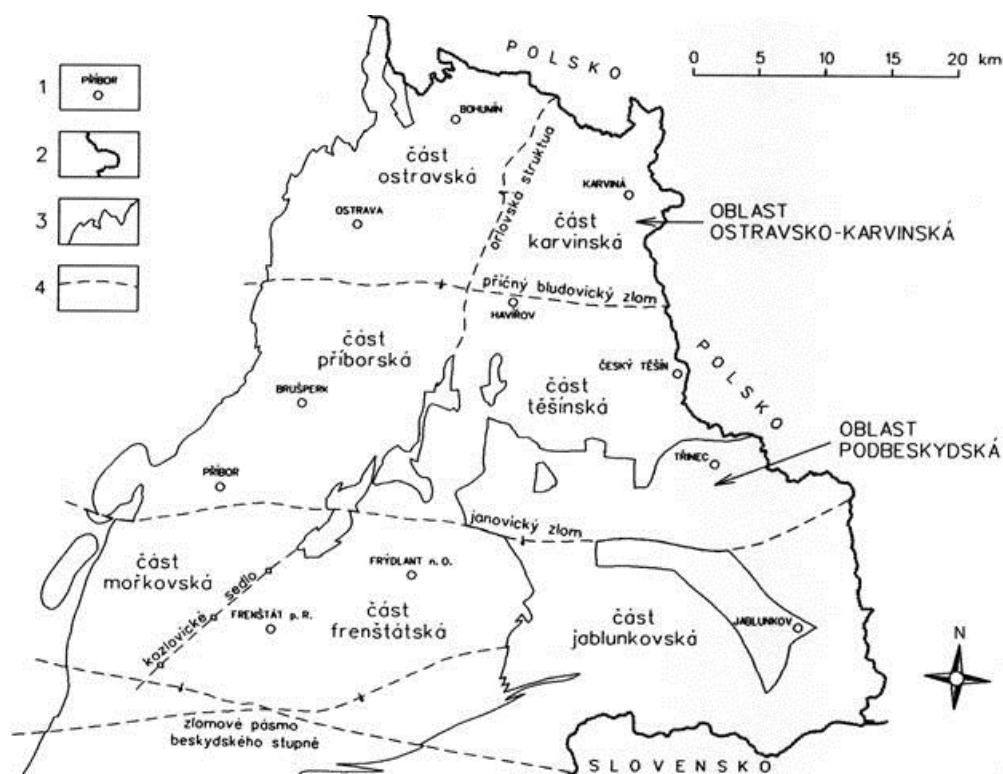 1
PŘÍBOR
2
3
4
POLSKO
0 5 10 15 20 km
BOHUNÍN
část
ostravská
OSTRAVA
orlovská struktua
KARVINÁ
část
karvinská
OBLAST
OSTRAVSKO-KARVINSKÁ
příčný bludovický zlom
HAVÍŘOV
část
příborská
BRUŠPERK
POLSKO
ČESKÝ TĚŠÍN
část
těšínská
OBLAST
PODBESKYDSKÁ
TŘINEC
PŘÍBOR
janovický zlom
část
mořkovská
kozlovické sedlo
FRÝDLANT n.O.
FRENŠTÁT p.R.
část
frenštátská
část
jablunkovská
JABLUNKOV
N
zlomové pásmo
beskydského stupně
SLOVENSKO